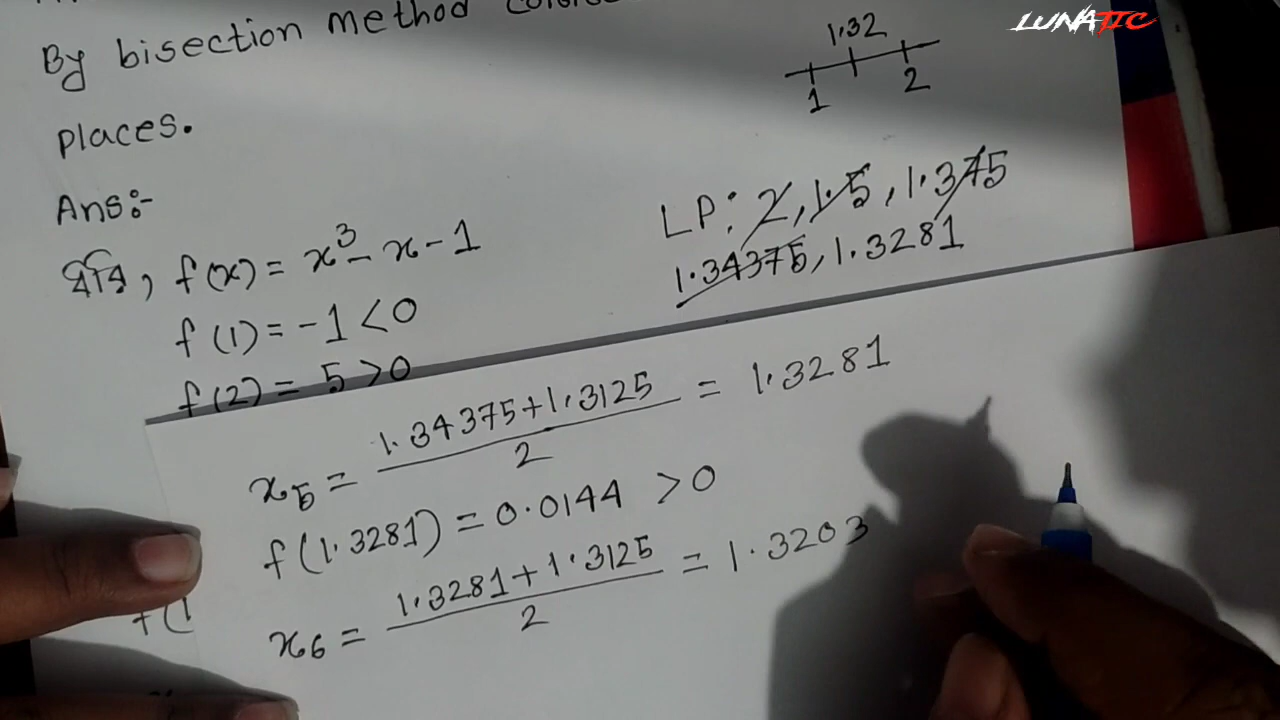 By bisection method
places.
Ans:-
ধরি, f(x) = x³ - x - 1
f(1) = -1 < 0
f(2) = 5 > 0
1.32
1 2
LUNATIC
LP: 2, 1.5, 1.375
1.34375, 1.3281
x₅ = (1.34375+1.3125)/2 = 1.3281
f(1.3281) = 0.0144 > 0
x₆ = (1.3281+1.3125)/2 = 1.3203